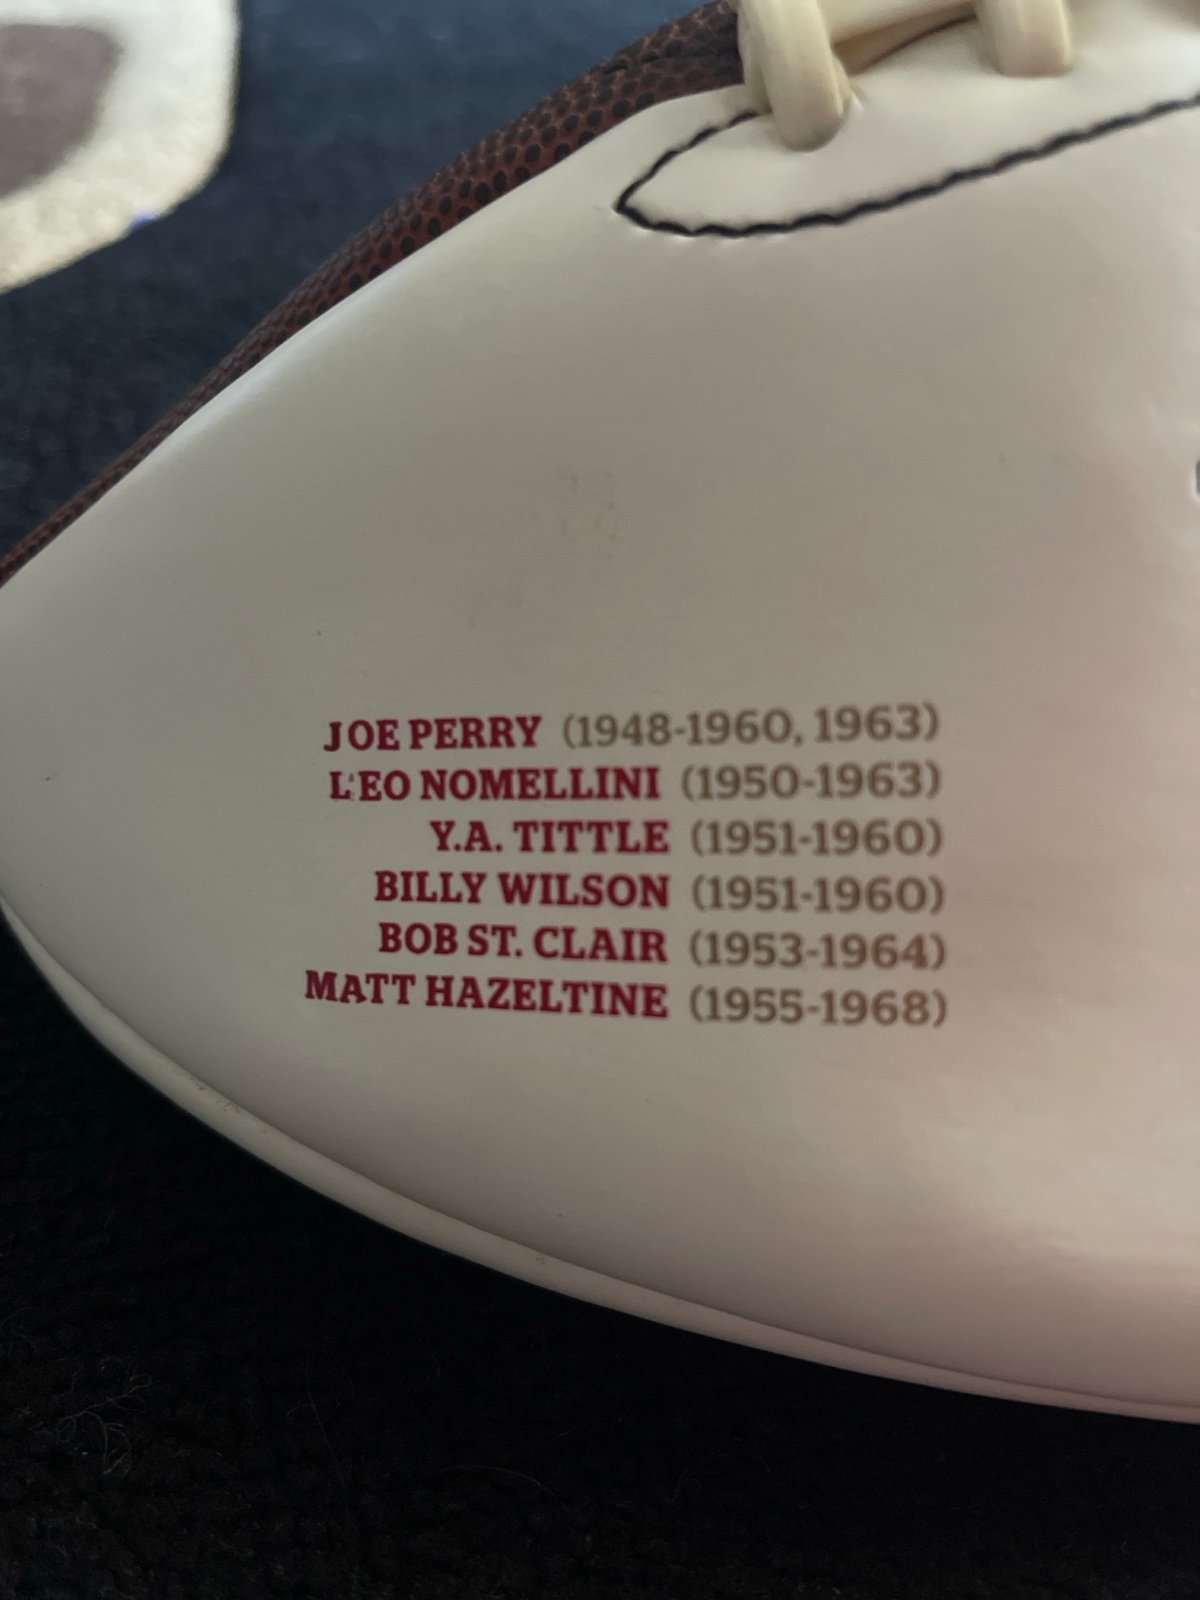 JOE PERRY (1948-1960, 1963)
LEO NOMELLINI (1950-1963)
Y.A. TITTLE (1951-1960)
BILLY WILSON (1951-1960)
BOB ST. CLAIR (1953-1964)
MATT HAZELTINE (1955-1968)